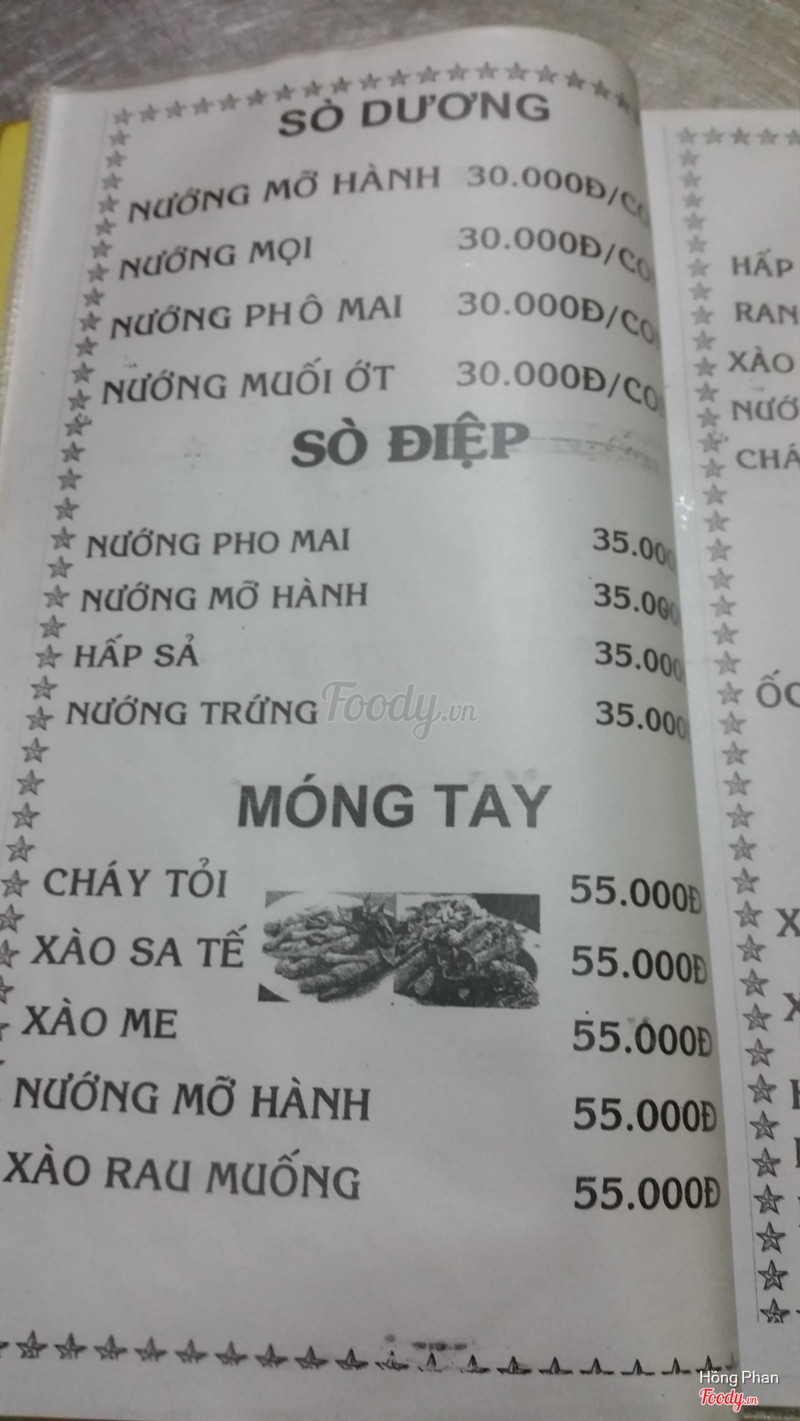 SÒ DƯƠNG
NƯỚNG MỠ HÀNH 30.000Đ/CO
NƯỚNG MỌI 30.000Đ/CO
NƯỚNG PHÔ MAI 30.000Đ/CO
NƯỚNG MUỐI ỚT 30.000Đ/CO
SÒ ĐIỆP
NƯỚNG PHO MAI 35.000
NƯỚNG MỠ HÀNH 35.000
HẤP SẢ 35.000
NƯỚNG TRỨNG 35.000
Foody.vn
MÓNG TAY
CHÁY TỎI 55.000Đ
XÀO SA TẾ 55.000Đ
XÀO ME 55.000Đ
NƯỚNG MỠ HÀNH 55.000Đ
XÀO RAU MUỐNG 55.000Đ
HẤP
RAN
XÀO
NƯỚ
CHÁ
ỐC
X
X
Hồng Phan
Foody.vn